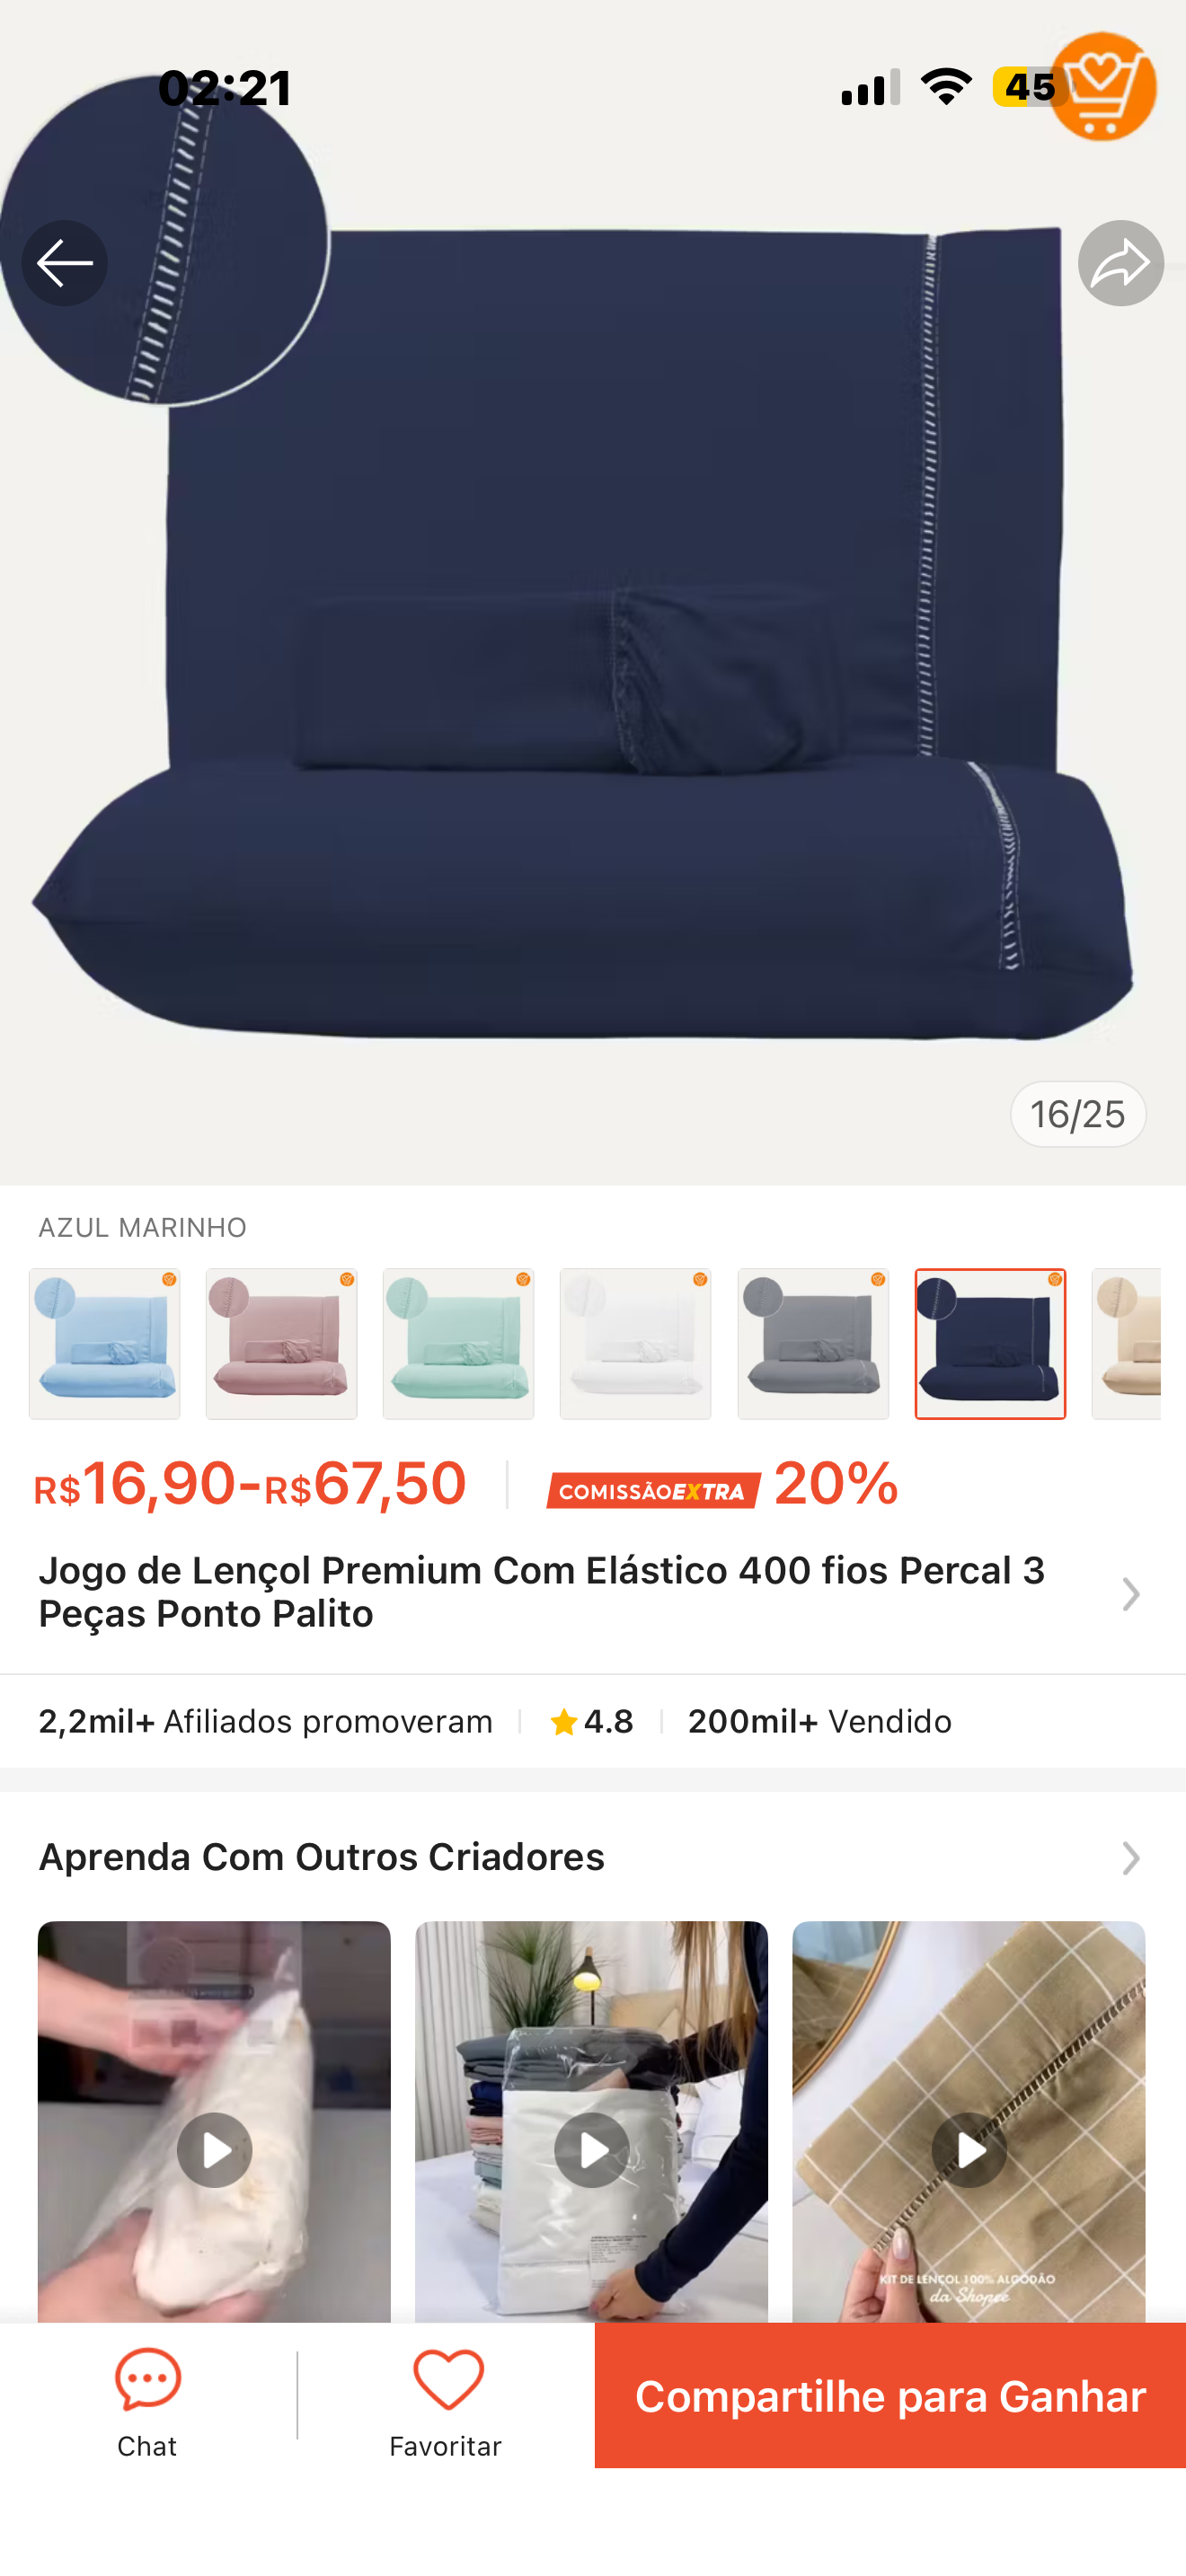 02:21
45
16/25
AZUL MARINHO
R$16,90-R$67,50
COMISSÃOEXTRA 20%
Jogo de Lençol Premium Com Elástico 400 fios Percal 3
Peças Ponto Palito
2,2mil+ Afiliados promoveram
4.8
200mil+ Vendido
Aprenda Com Outros Criadores
KIT DE LENÇOL 100% ALGODÃO
da Shopee
Chat
Favoritar
Compartilhe para Ganhar